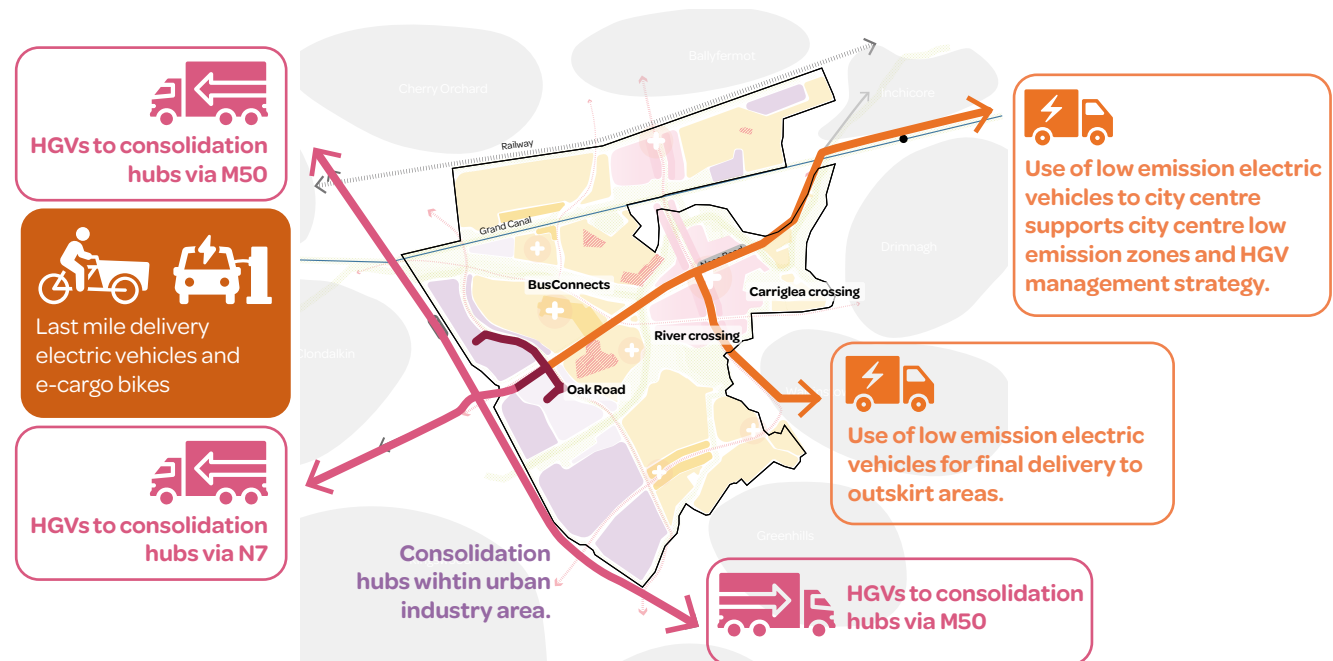 HGVs to consolidation
hubs via M50
Last mile delivery
electric vehicles and
e-cargo bikes
HGVs to consolidation
hubs via N7
Cherry Orchard
Ballyfermot
Inchicore
Railway
Grand Canal
Drimnagh
BusConnects
Carriglea crossing
River crossing
Clondalkin
Oak Road
Greenhills
Consolidation
hubs wihtin urban
industry area.
Use of low emission electric
vehicles to city centre
supports city centre low
emission zones and HGV
management strategy.
Use of low emission electric
vehicles for final delivery to
outskirt areas.
HGVs to consolidation
hubs via M50